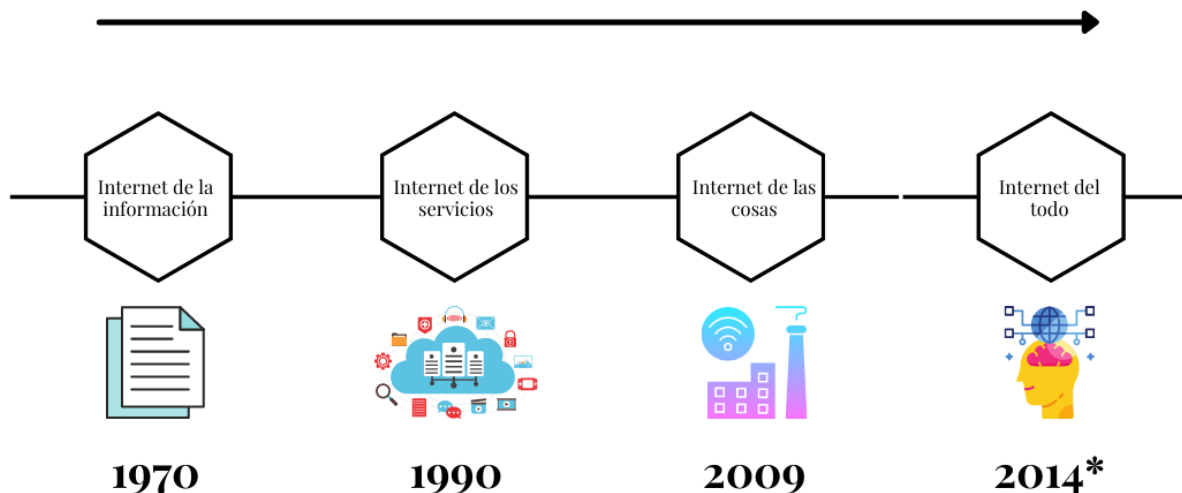 Internet de la
información
Internet de los
servicios
Internet de las
cosas
Internet del
todo
1970
1990
2009
2014*